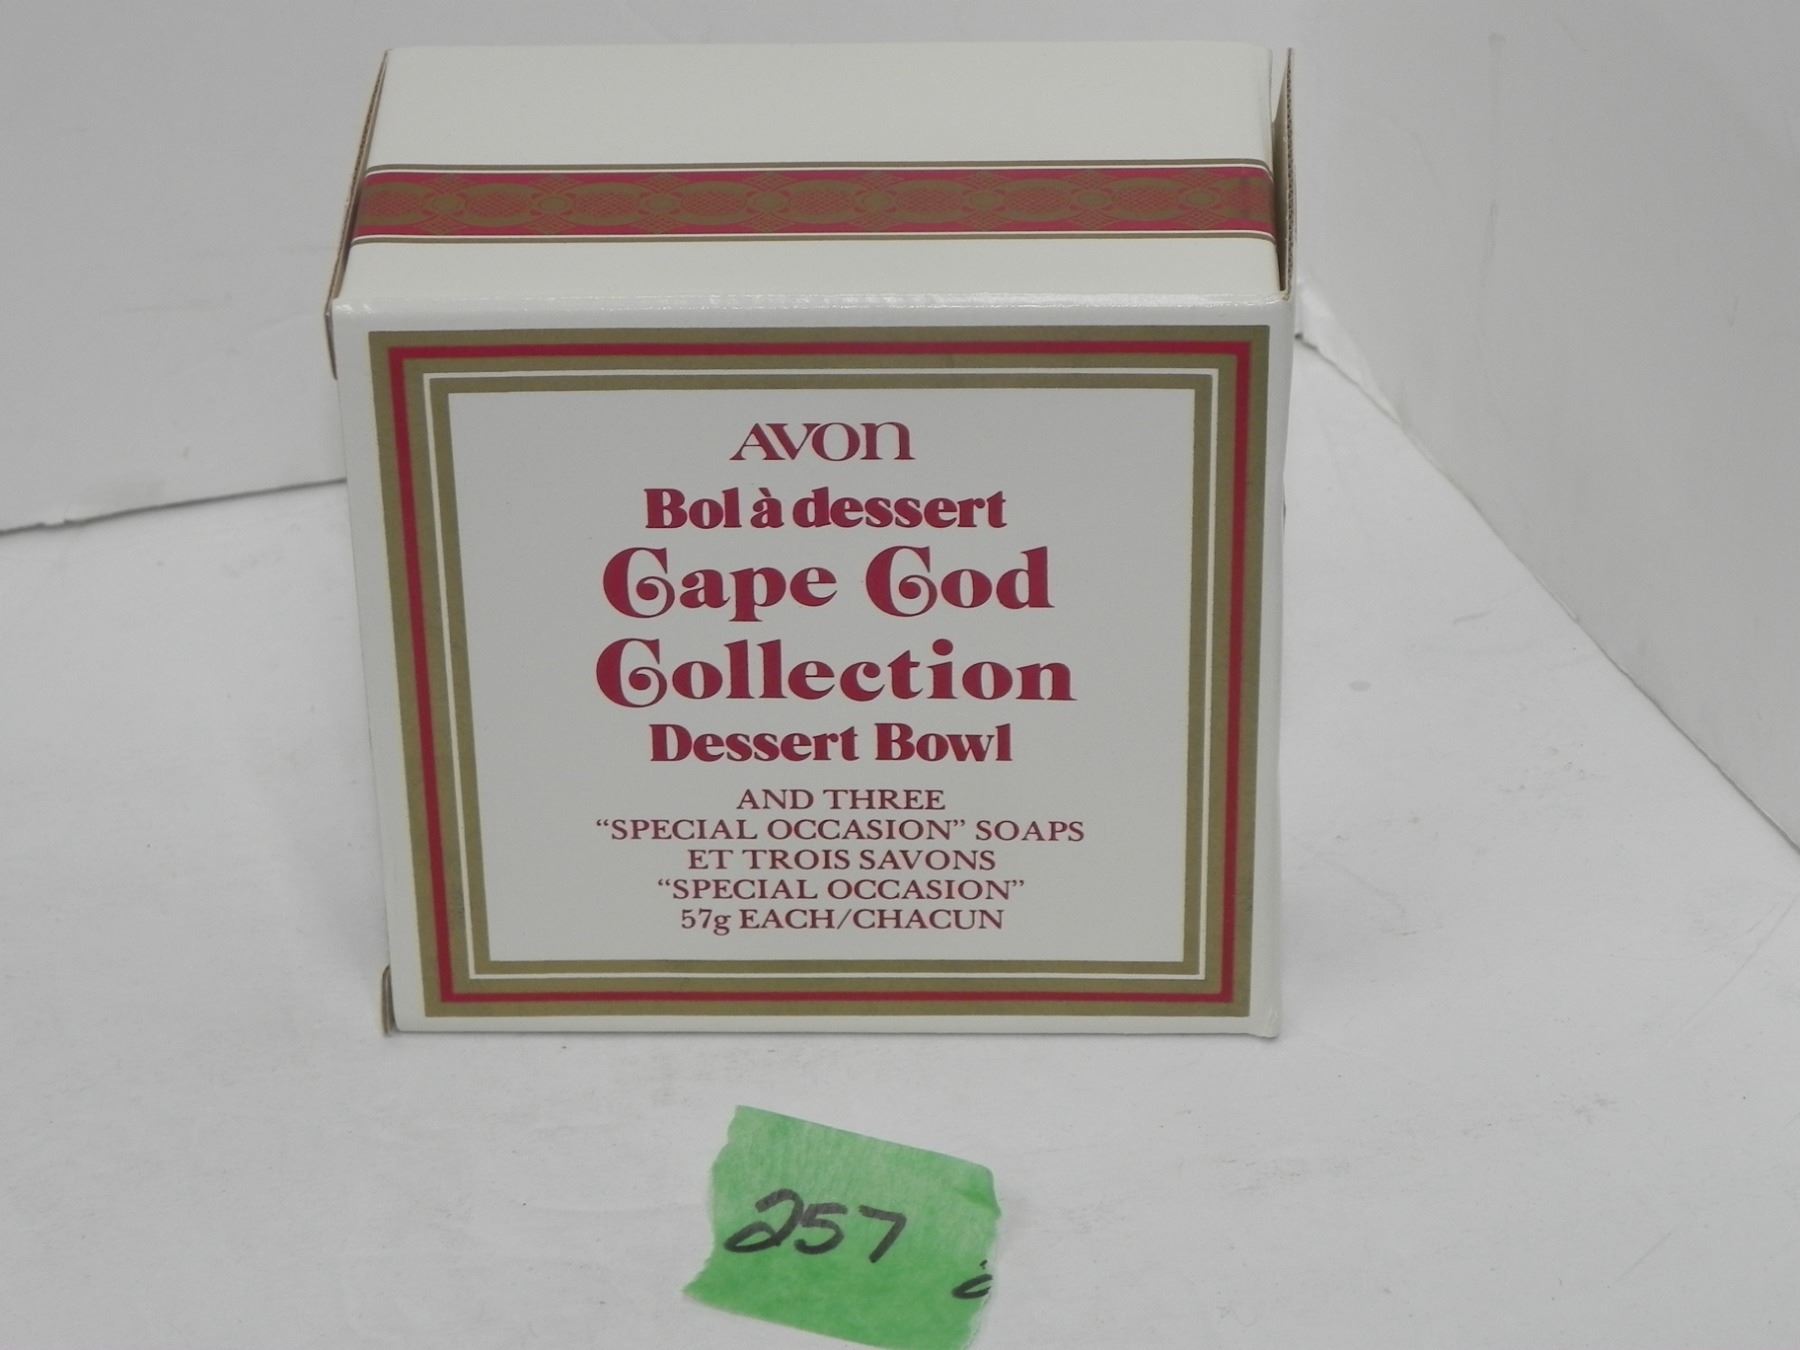 AVON
Bol à dessert
Cape Cod
Collection
Dessert Bowl
AND THREE
“SPECIAL OCCASION” SOAPS
ET TROIS SAVONS
“SPECIAL OCCASION”
57g EACH/CHACUN
257